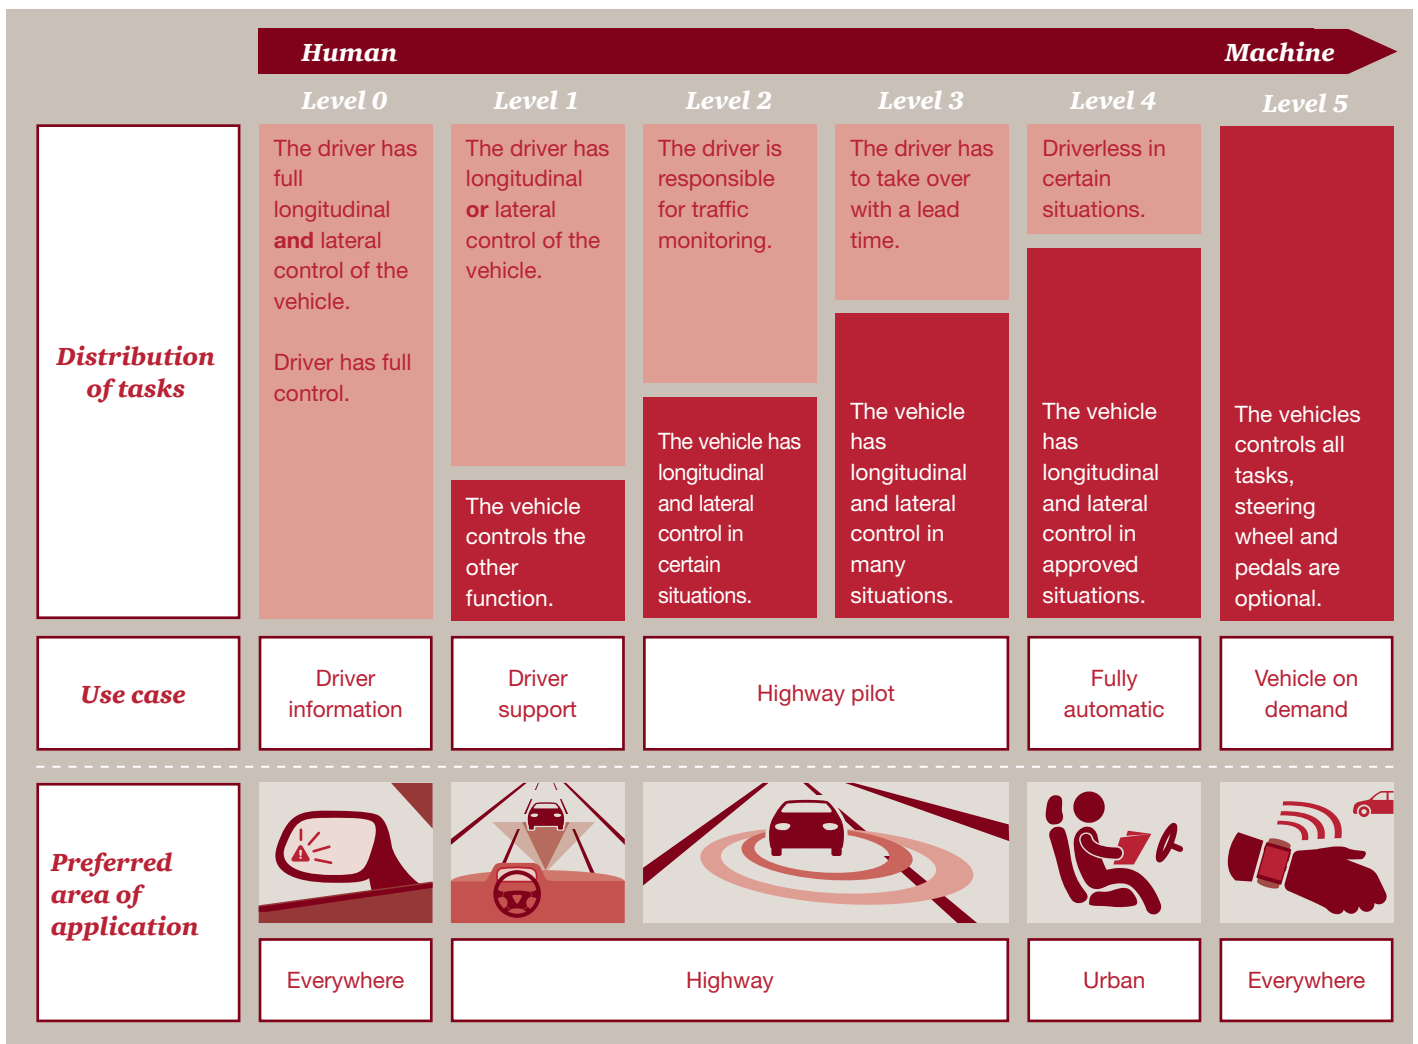 Human
Machine
Level 0
Level 1
Level 2
Level 3
Level 4
Level 5
Distribution
of tasks
The driver has
full
longitudinal
and lateral
control of the
vehicle.
Driver has full
control.
The driver has
longitudinal
or lateral
control of the
vehicle.
The vehicle
controls the
other
function.
The driver is
responsible
for traffic
monitoring.
The vehicle has
longitudinal
and lateral
control in
certain
situations.
The driver has
to take over
with a lead
time.
The vehicle
has
longitudinal
and lateral
control in
many
situations.
Driverless in
certain
situations.
The vehicle
has
longitudinal
and lateral
control in
approved
situations.
The vehicles
controls all
tasks,
steering
wheel and
pedals are
optional.
Use case
Driver
information
Driver
support
Highway pilot
Fully
automatic
Vehicle on
demand
Preferred
area of
application
Everywhere
Highway
Urban
Everywhere